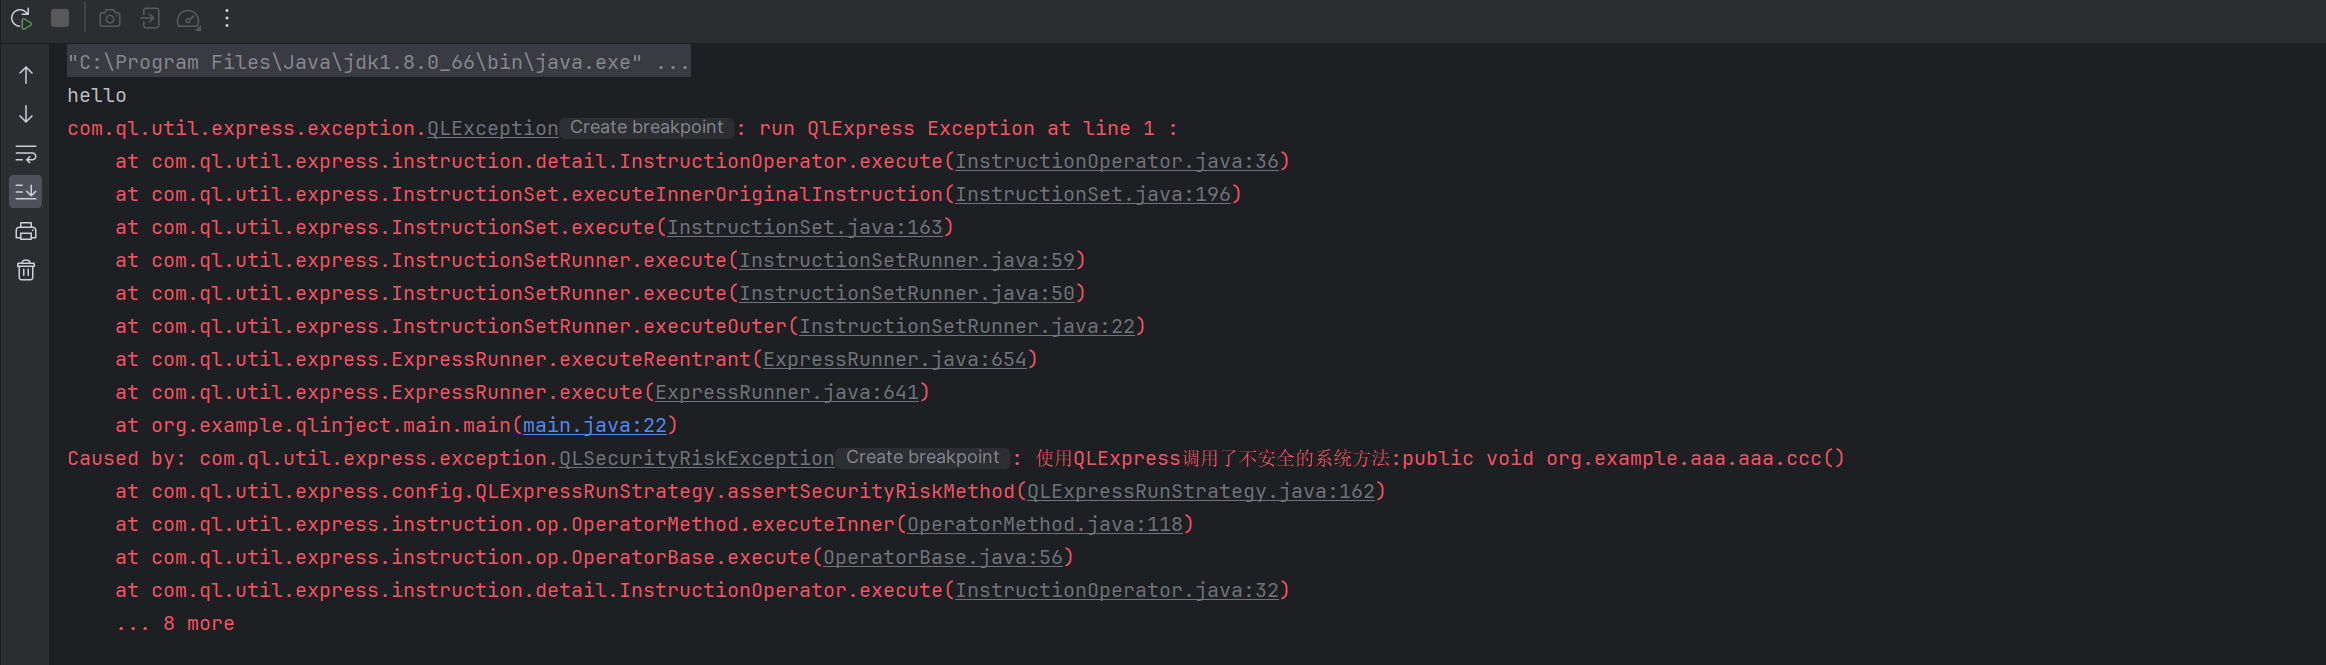 "C:\Program Files\Java\jdk1.8.0_66\bin\java.exe" ...
hello
com.ql.util.express.exception.QLException Create breakpoint : run QlExpress Exception at line 1 :
at com.ql.util.express.instruction.detail.InstructionOperator.execute(InstructionOperator.java:36)
at com.ql.util.express.InstructionSet.executeInnerOriginalInstruction(InstructionSet.java:196)
at com.ql.util.express.InstructionSet.execute(InstructionSet.java:163)
at com.ql.util.express.InstructionSetRunner.execute(InstructionSetRunner.java:59)
at com.ql.util.express.InstructionSetRunner.execute(InstructionSetRunner.java:50)
at com.ql.util.express.InstructionSetRunner.executeOuter(InstructionSetRunner.java:22)
at com.ql.util.express.ExpressRunner.executeReentrant(ExpressRunner.java:654)
at com.ql.util.express.ExpressRunner.execute(ExpressRunner.java:641)
at org.example.qlinject.main.main(main.java:22)
Caused by: com.ql.util.express.exception.QLSecurityRiskException Create breakpoint : 使用QLExpress调用了不安全的系统方法:public void org.example.aaa.aaa.ccc()
at com.ql.util.express.config.QLExpressRunStrategy.assertSecurityRiskMethod(QLExpressRunStrategy.java:162)
at com.ql.util.express.instruction.op.OperatorMethod.executeInner(OperatorMethod.java:118)
at com.ql.util.express.instruction.op.OperatorBase.execute(OperatorBase.java:56)
at com.ql.util.express.instruction.detail.InstructionOperator.execute(InstructionOperator.java:32)
... 8 more